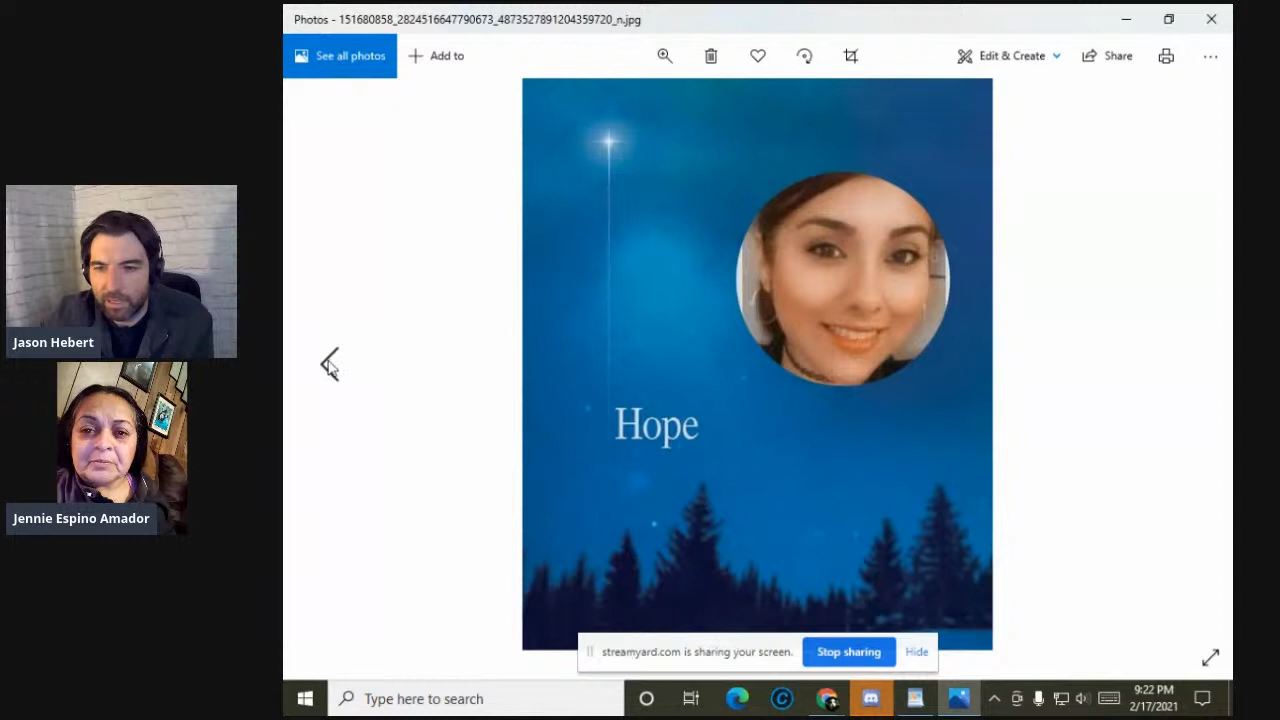 Photos - 151680858_2824516647790673_4873527891204359720_n.jpg
See all photos
Add to
Edit & Create
Share
Jason Hebert
Jennie Espino Amador
Hope
streamyard.com is sharing your screen.
Stop sharing
Hide
Type here to search
9:22 PM
2/17/2021